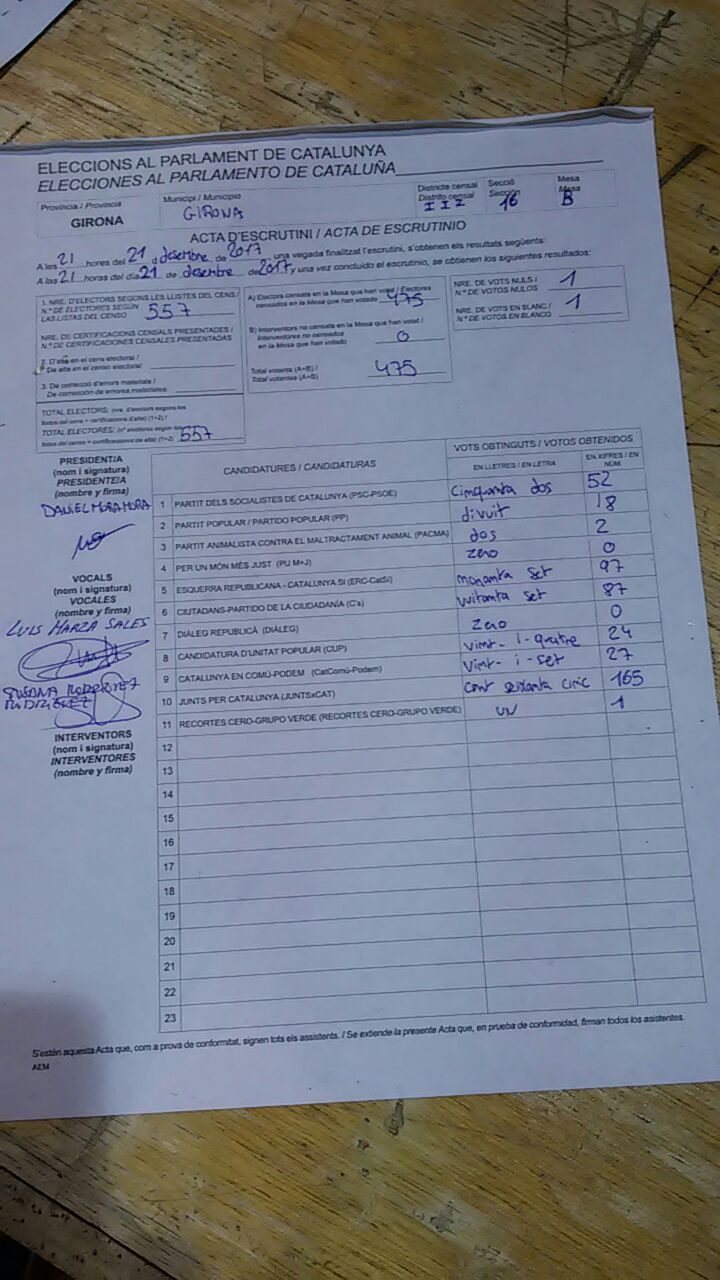 ELECCIONS AL PARLAMENT DE CATALUNYA
ELECCIONES AL PARLAMENTO DE CATALUÑA
Província / Provincia
GIRONA
Municipi / Municipio
GIRONA
Districte censal
Distrito censal
III
Secció
Sección
16
Mesa
Mesa
B
ACTA D'ESCRUTINI / ACTA DE ESCRUTINIO
A les 21 hores del 21 d desembre de 2017 una vegada finalitzat l'escrutini, s'obtenen els resultats següents:
A las 21 horas del día 21 de desembre de 2017 y una vez concluido el escrutinio, se obtienen los siguientes resultados:
1. NRE. D'ELECTORS SEGONS LES LLISTES DEL CENS /
N.º DE ELECTORES SEGÚN
LAS LISTAS DEL CENSO
557
NRE. DE CERTIFICACIONS CENSALS PRESENTADES /
N.º DE CERTIFICACIONES CENSALES PRESENTADAS
2. D'alta en el cens electoral /
De alta en el censo electoral:
3. De correcció d'errors materials /
De corrección de errores materiales:
TOTAL ELECTORS: (nre. d'electors segons les
llistes del cens + certificacions d'alta) (1+2) /
TOTAL ELECTORES: (nº electores según las
listas del censo + certificaciones de alta) (1+2) 557
A) Electors censats en la Mesa que han votat / Electores
censados en la Mesa que han votado 475
B) Interventors no censats en la Mesa que han votat /
Interventores no censados
en la Mesa que han votado
0
Total votants (A+B) /
Total votantes (A+B)
475
NRE. DE VOTS NULS /
N.º DE VOTOS NULOS
1
NRE. DE VOTS EN BLANC /
N.º DE VOTOS EN BLANCO
1
PRESIDENT/A
(nom i signatura)
PRESIDENTE/A
(nombre y firma)
DANIEL MORA MORA
VOCALS
(nom i signatura)
VOCALES
(nombre y firma)
LUIS MARZA SALES
SUSANA RODRIGUEZ
RODRIGUEZ
INTERVENTORS
(nom i signatura)
INTERVENTORES
(nombre y firma)
CANDIDATURES / CANDIDATURAS
VOTS OBTINGUTS / VOTOS OBTENIDOS
EN LLETRES / EN LETRA
EN XIFRES / EN NUM.
1 PARTIT DELS SOCIALISTES DE CATALUNYA (PSC-PSOE) Cinquanta dos 52
2 PARTIT POPULAR / PARTIDO POPULAR (PP) divuit 18
3 PARTIT ANIMALISTA CONTRA EL MALTRACTAMENT ANIMAL (PACMA) dos 2
4 PER UN MÓN MÉS JUST (PU M+J) zero 0
5 ESQUERRA REPUBLICANA - CATALUNYA SI (ERC-CatSí) nonanta set 97
6 CIUTADANS-PARTIDO DE LA CIUDADANÍA (C's) vuitanta set 87
7 DIÀLEG REPUBLICÀ (DIÀLEG) zero 0
8 CANDIDATURA D'UNITAT POPULAR (CUP) vint-i-quatre 24
9 CATALUNYA EN COMÚ-PODEM (CatComú-Podem) vint-i-set 27
10 JUNTS PER CATALUNYA (JUNTSxCAT) cent seixanta cinc 165
11 RECORTES CERO-GRUPO VERDE (RECORTES CERO-GRUPO VERDE) un 1
12
13
14
15
16
17
18
19
20
21
22
23
S'estén aquesta Acta que, com a prova de conformitat, signen tots els assistents. / Se extiende la presente Acta que, en prueba de conformidad, firman todos los asistentes.
AEM